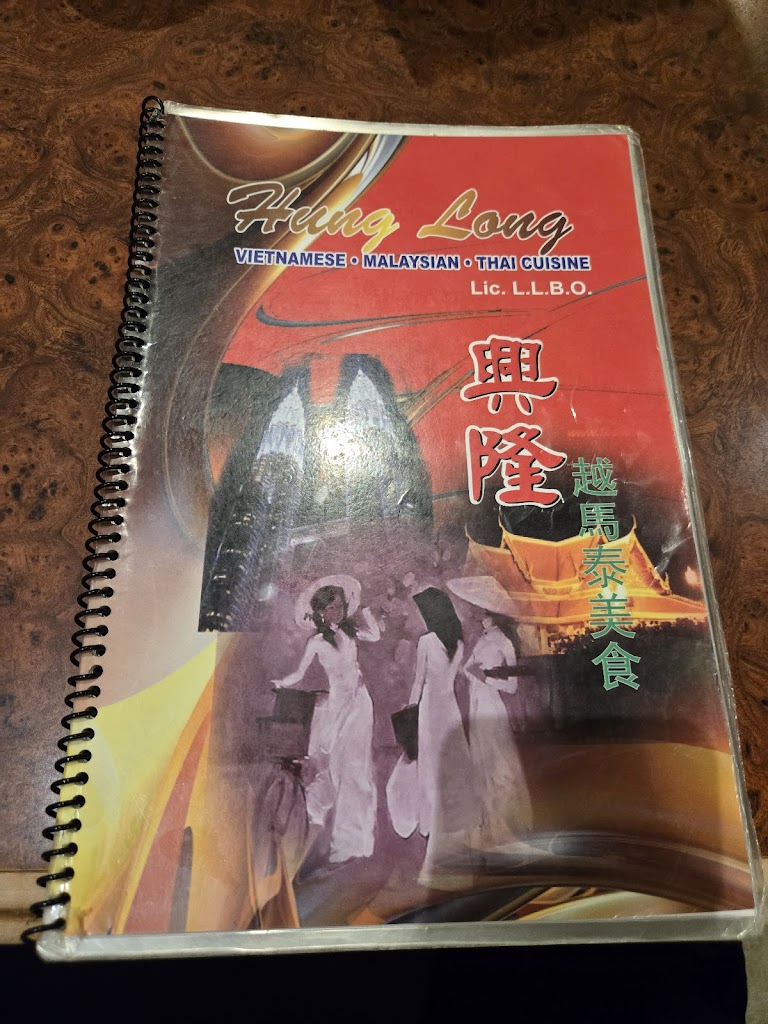 Hung Long
VIETNAMESE • MALAYSIAN • THAI CUISINE
Lic. L.L.B.O.
興隆
越馬泰美食